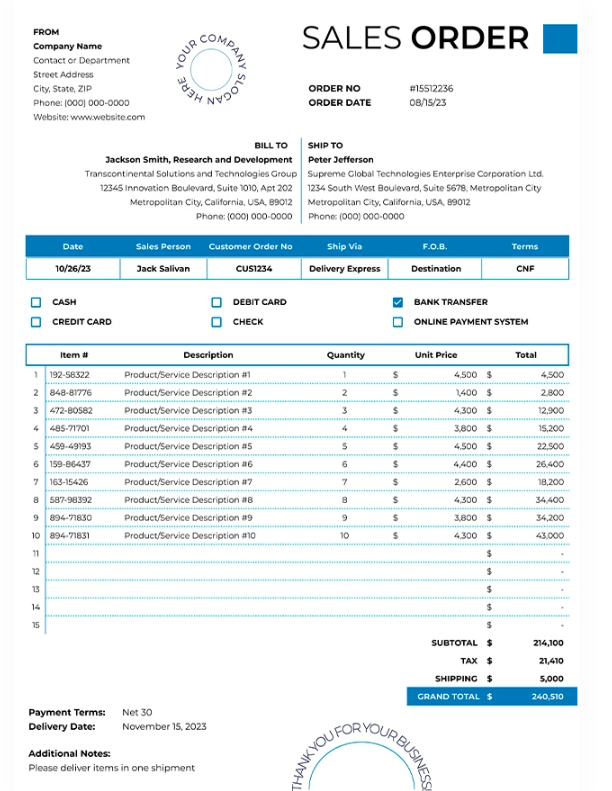 FROM
Company Name
Contact or Department
Street Address
City, State, ZIP
Phone: (000) 000-0000
Website: www.website.com
YOUR COMPANY SLOGAN HERE
SALES ORDER
ORDER NO #15512236
ORDER DATE 08/15/23
BILL TO
Jackson Smith, Research and Development
Transcontinental Solutions and Technologies Group
12345 Innovation Boulevard, Suite 1010, Apt 202
Metropolitan City, California, USA, 89012
Phone: (000) 000-0000
SHIP TO
Peter Jefferson
Supreme Global Technologies Enterprise Corporation Ltd.
1234 South West Boulevard, Suite 5678, Metropolitan City
Metropolitan City, California, USA, 89012
Phone: (000) 000-0000
Date Sales Person Customer Order No Ship Via F.O.B. Terms
10/26/23 Jack Salivan CUS1234 Delivery Express Destination CNF
CASH DEBIT CARD BANK TRANSFER
CREDIT CARD CHECK ONLINE PAYMENT SYSTEM
Item # Description Quantity Unit Price Total
1 192-58322 Product/Service Description #1 1 $ 4,500 $ 4,500
2 848-81776 Product/Service Description #2 2 $ 1,400 $ 2,800
3 472-80582 Product/Service Description #3 3 $ 4,300 $ 12,900
4 485-71701 Product/Service Description #4 4 $ 3,800 $ 15,200
5 459-49193 Product/Service Description #5 5 $ 4,500 $ 22,500
6 159-86437 Product/Service Description #6 6 $ 4,400 $ 26,400
7 163-15426 Product/Service Description #7 7 $ 2,600 $ 18,200
8 587-98392 Product/Service Description #8 8 $ 4,300 $ 34,400
9 894-71830 Product/Service Description #9 9 $ 3,800 $ 34,200
10 894-71831 Product/Service Description #10 10 $ 4,300 $ 43,000
11 $ -
12 $ -
13 $ -
14 $ -
15 $ -
SUBTOTAL $ 214,100
TAX $ 21,410
SHIPPING $ 5,000
GRAND TOTAL $ 240,510
Payment Terms: Net 30
Delivery Date: November 15, 2023
Additional Notes:
Please deliver items in one shipment
THANK YOU FOR YOUR BUSINESS!